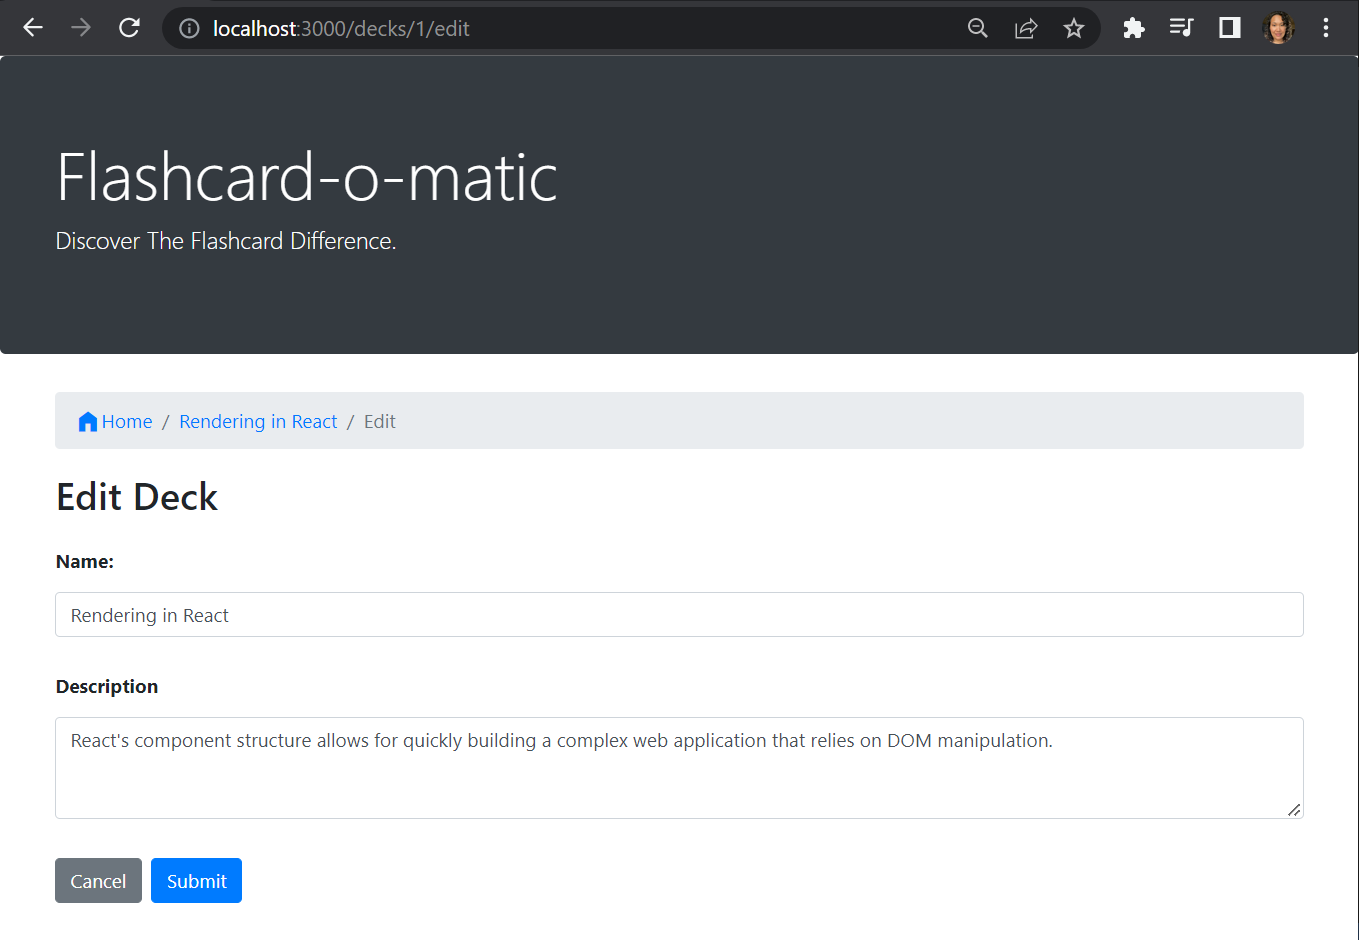 localhost:3000/decks/1/edit
Flashcard-o-matic
Discover The Flashcard Difference.
Home / Rendering in React / Edit
Edit Deck
Name:
Rendering in React
Description
React's component structure allows for quickly building a complex web application that relies on DOM manipulation.
Cancel Submit